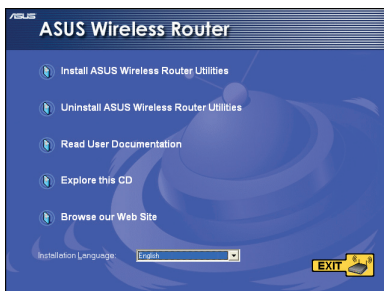 ASUS
ASUS Wireless Router
Install ASUS Wireless Router Utilities
Uninstall ASUS Wireless Router Utilities
Read User Documentation
Explore this CD
Browse our Web Site
Installation Language: English
EXIT